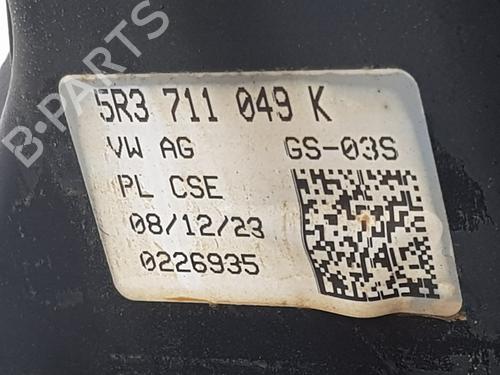 5R3 711 049 K
VW AG GS-03S
PL CSE
08/12/23
0226935
B-PARTS